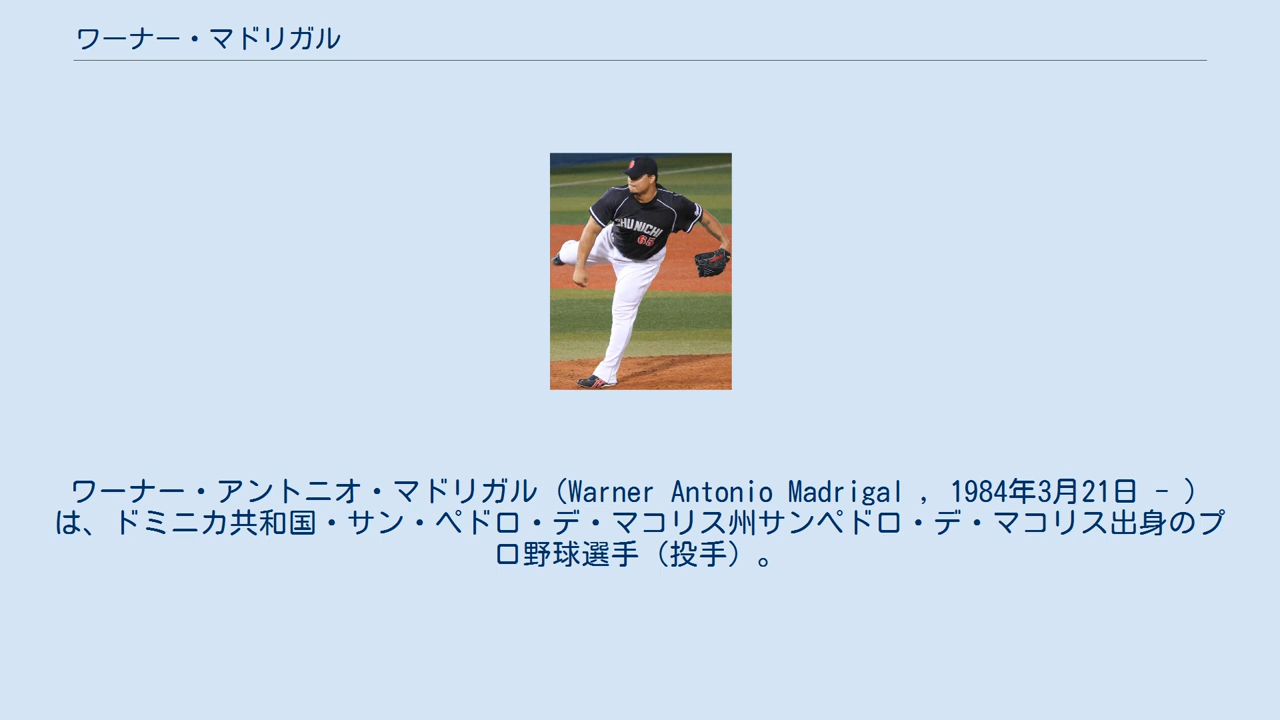 ワーナー・マドリガル
CHUNICHI
65
ワーナー・アントニオ・マドリガル（Warner Antonio Madrigal , 1984年3月21日 - ）
は、ドミニカ共和国・サン・ペドロ・デ・マコリス州サンペドロ・デ・マコリス出身のプ
ロ野球選手（投手）。